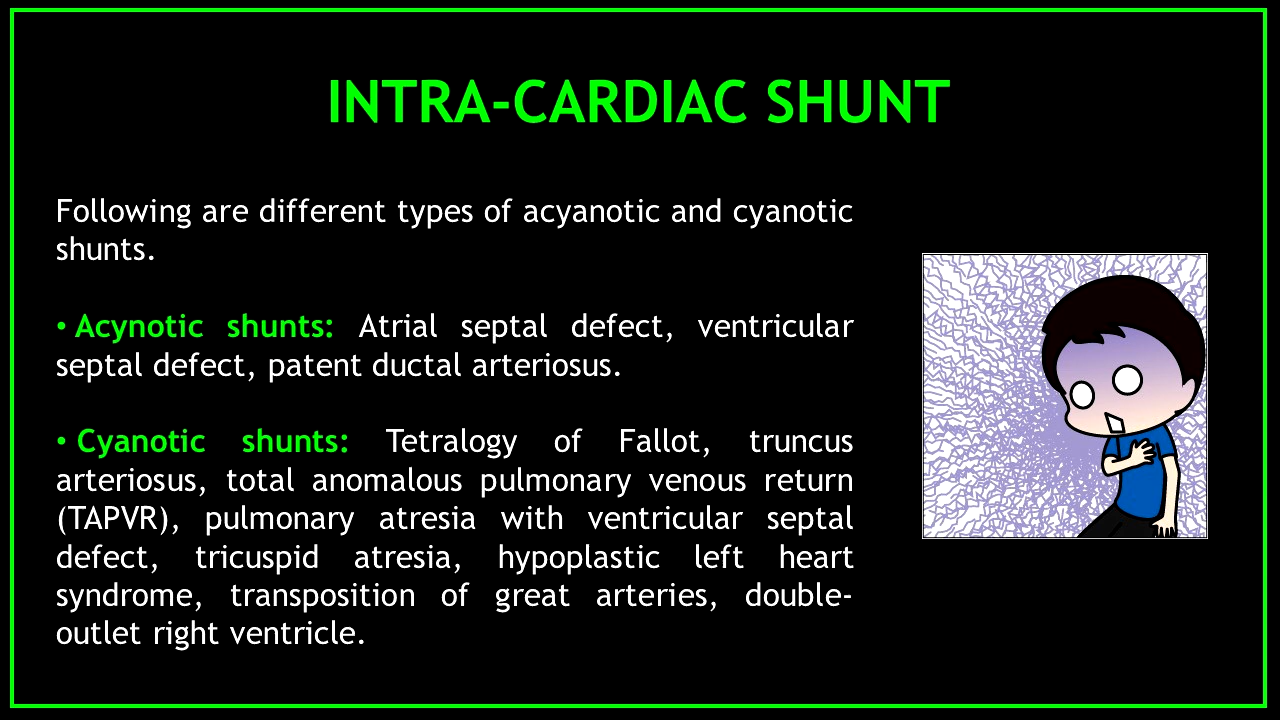 INTRA-CARDIAC SHUNT
Following are different types of acyanotic and cyanotic
shunts.
• Acynotic shunts: Atrial septal defect, ventricular
septal defect, patent ductal arteriosus.
• Cyanotic shunts: Tetralogy of Fallot, truncus
arteriosus, total anomalous pulmonary venous return
(TAPVR), pulmonary atresia with ventricular septal
defect, tricuspid atresia, hypoplastic left heart
syndrome, transposition of great arteries, double-
outlet right ventricle.